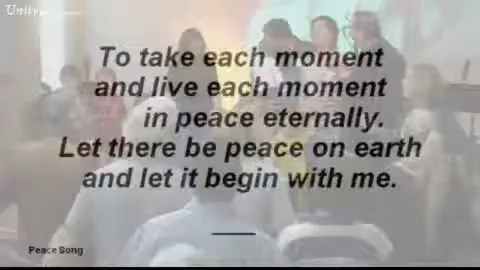 Unity
To take each moment
and live each moment
in peace eternally.
Let there be peace on earth
and let it begin with me.
Peace Song